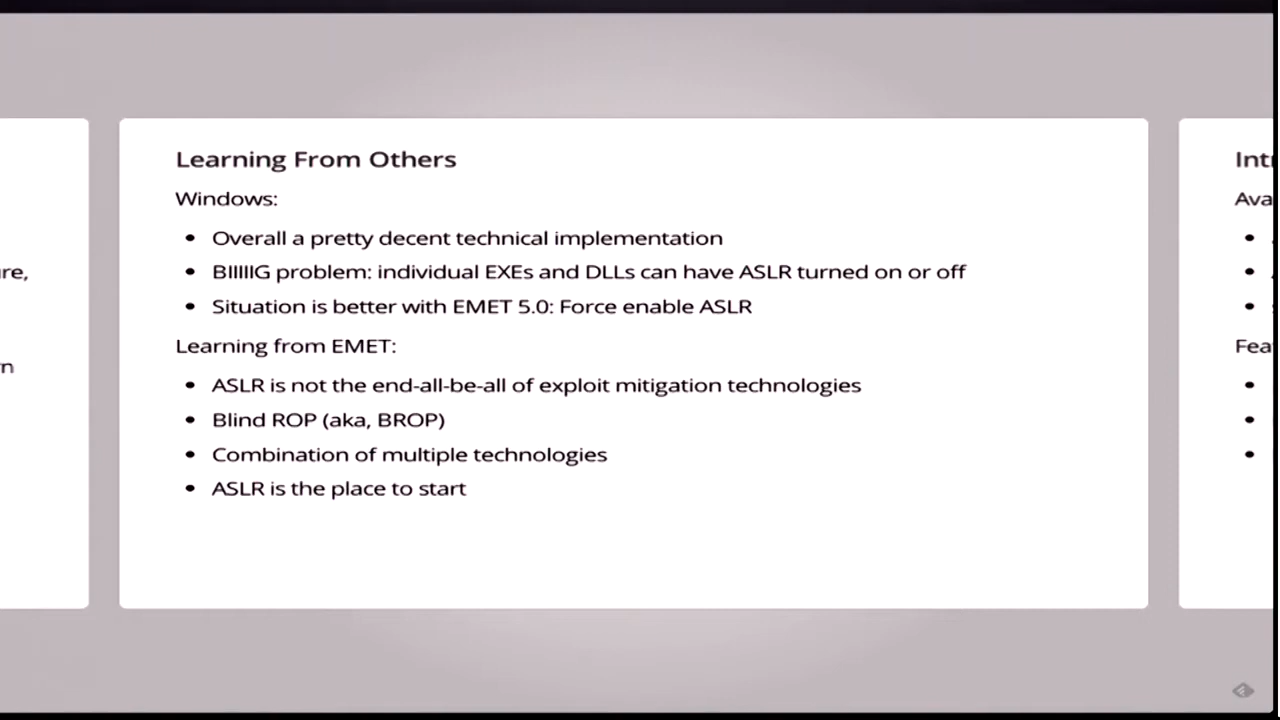 Learning From Others
Windows:
Overall a pretty decent technical implementation
BIIIIIG problem: individual EXEs and DLLs can have ASLR turned on or off
Situation is better with EMET 5.0: Force enable ASLR
Learning from EMET:
ASLR is not the end-all-be-all of exploit mitigation technologies
Blind ROP (aka, BROP)
Combination of multiple technologies
ASLR is the place to start